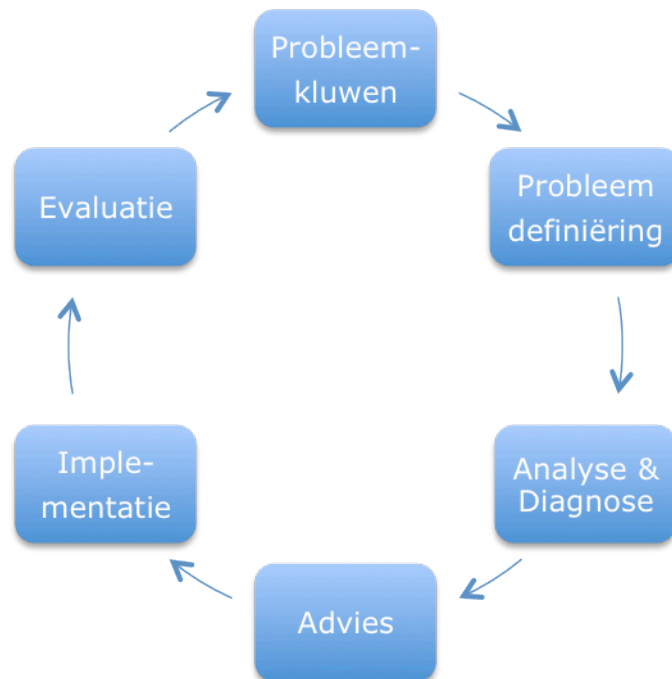 Probleem-
kluwen
Probleem
definiëring
Analyse &
Diagnose
Advies
Imple-
mentatie
Evaluatie